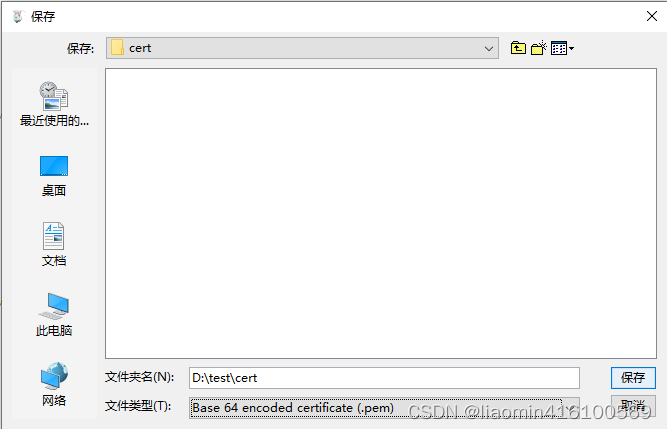 保存
保存:
cert
最近使用的...
桌面
文档
此电脑
网络
文件夹名(N):
D:\test\cert
保存
文件类型(T):
Base 64 encoded certificate (.pem)
取消
CSDN @liaomin416100569